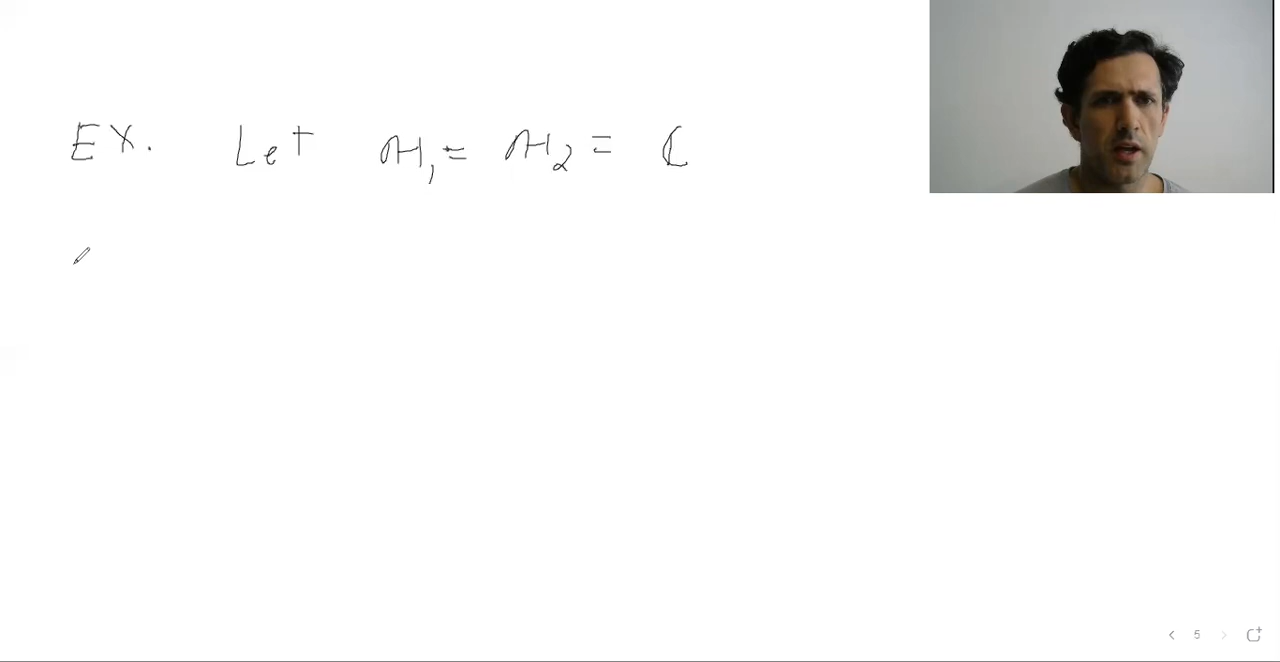 Ex. Let ℋ₁ = ℋ₂ = ℂ
5